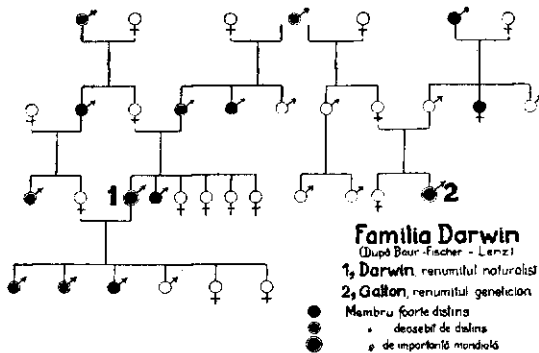 1
2
Familia Darwin
(După Baur-Fischer - Lenz)
1, Darwin, renumitul naturalist
2, Galton, renumitul genetician
Membru foarte distins
" deosebit de distins
" de importanță mondială